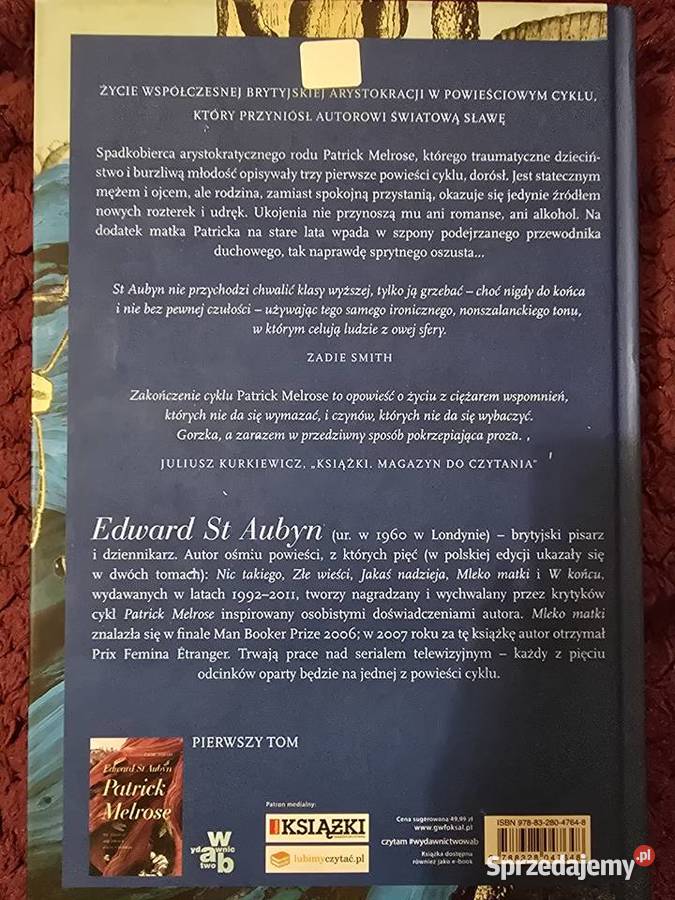 ŻYCIE WSPÓŁCZESNEJ BRYTYJSKIEJ ARYSTOKRACJI W POWIEŚCIOWYM CYKLU,
KTÓRY PRZYNIÓSŁ AUTOROWI ŚWIATOWĄ SŁAWĘ
Spadkobierca arystokratycznego rodu Patrick Melrose, którego traumatyczne dzieciń-
stwo i burzliwą młodość opisywały trzy pierwsze powieści cyklu, dorósł. Jest statecznym
mężem i ojcem, ale rodzina, zamiast spokojną przystanią, okazuje się jedynie źródłem
nowych rozterek i udręk. Ukojenia nie przynoszą mu ani romanse, ani alkohol. Na
dodatek matka Patricka na stare lata wpada w szpony podejrzanego przewodnika
duchowego, tak naprawdę sprytnego oszusta...
St Aubyn nie przychodzi chwalić klasy wyższej, tylko ją grzebać – choć nigdy do końca
i nie bez pewnej czułości – używając tego samego ironicznego, nonszalanckiego tonu,
w którym celują ludzie z owej sfery.
ZADIE SMITH
Zakończenie cyklu Patrick Melrose to opowieść o życiu z ciężarem wspomnień,
których nie da się wymazać, i czynów, których nie da się wybaczyć.
Gorzka, a zarazem w przedziwny sposób pokrzepiająca proza.
JULIUSZ KURKIEWICZ, „KSIĄŻKI. MAGAZYN DO CZYTANIA"
Edward St Aubyn (ur. w 1960 w Londynie) – brytyjski pisarz
i dziennikarz. Autor ośmiu powieści, z których pięć (w polskiej edycji ukazały się
w dwóch tomach): Nic takiego, Złe wieści, Jakaś nadzieja, Mleko matki i W końcu,
wydawanych w latach 1992–2011, tworzy nagradzany i wychwalany przez krytyków
cykl Patrick Melrose inspirowany osobistymi doświadczeniami autora. Mleko matki
znalazła się w finale Man Booker Prize 2006; w 2007 roku za tę książkę autor otrzymał
Prix Femina Étranger. Trwają prace nad serialem telewizyjnym – każdy z pięciu
odcinków oparty będzie na jednej z powieści cyklu.
PIERWSZY TOM
Edward St Aubyn
Patrick
Melrose
w
ydawnic
two ab
Patron medialny:
KSIĄŻKI
lubimyczytać.pl
Cena sugerowana 49,99 zł
www.gwfoksal.pl
czytam #wydawnictwoab
Książka dostępna
również jako e-book
ISBN 978-83-280-4764-8
Sprzedajemy.pl